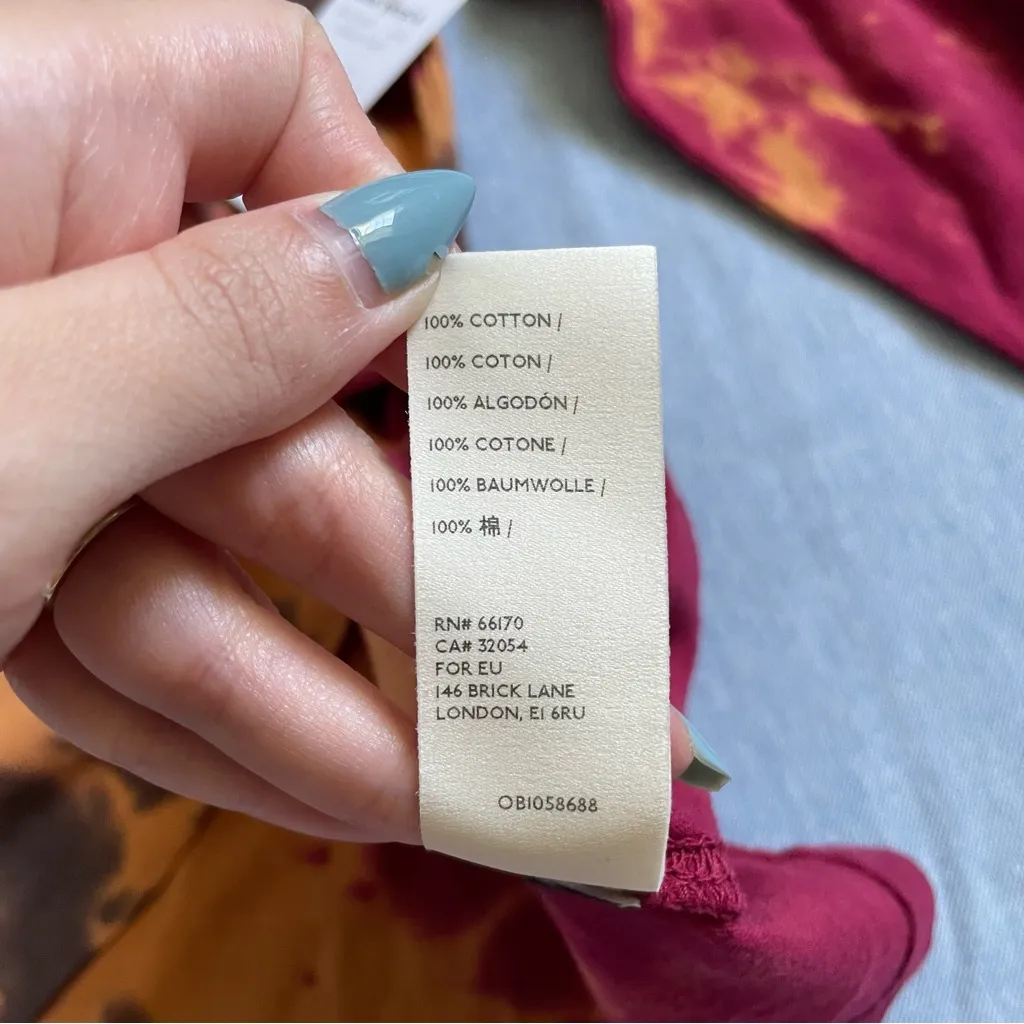 100% COTTON /
100% COTON /
100% ALGODÓN /
100% COTONE /
100% BAUMWOLLE /
100% 棉 /
RN# 66170
CA# 32054
FOR EU
146 BRICK LANE
LONDON, E1 6RU
OB1058688